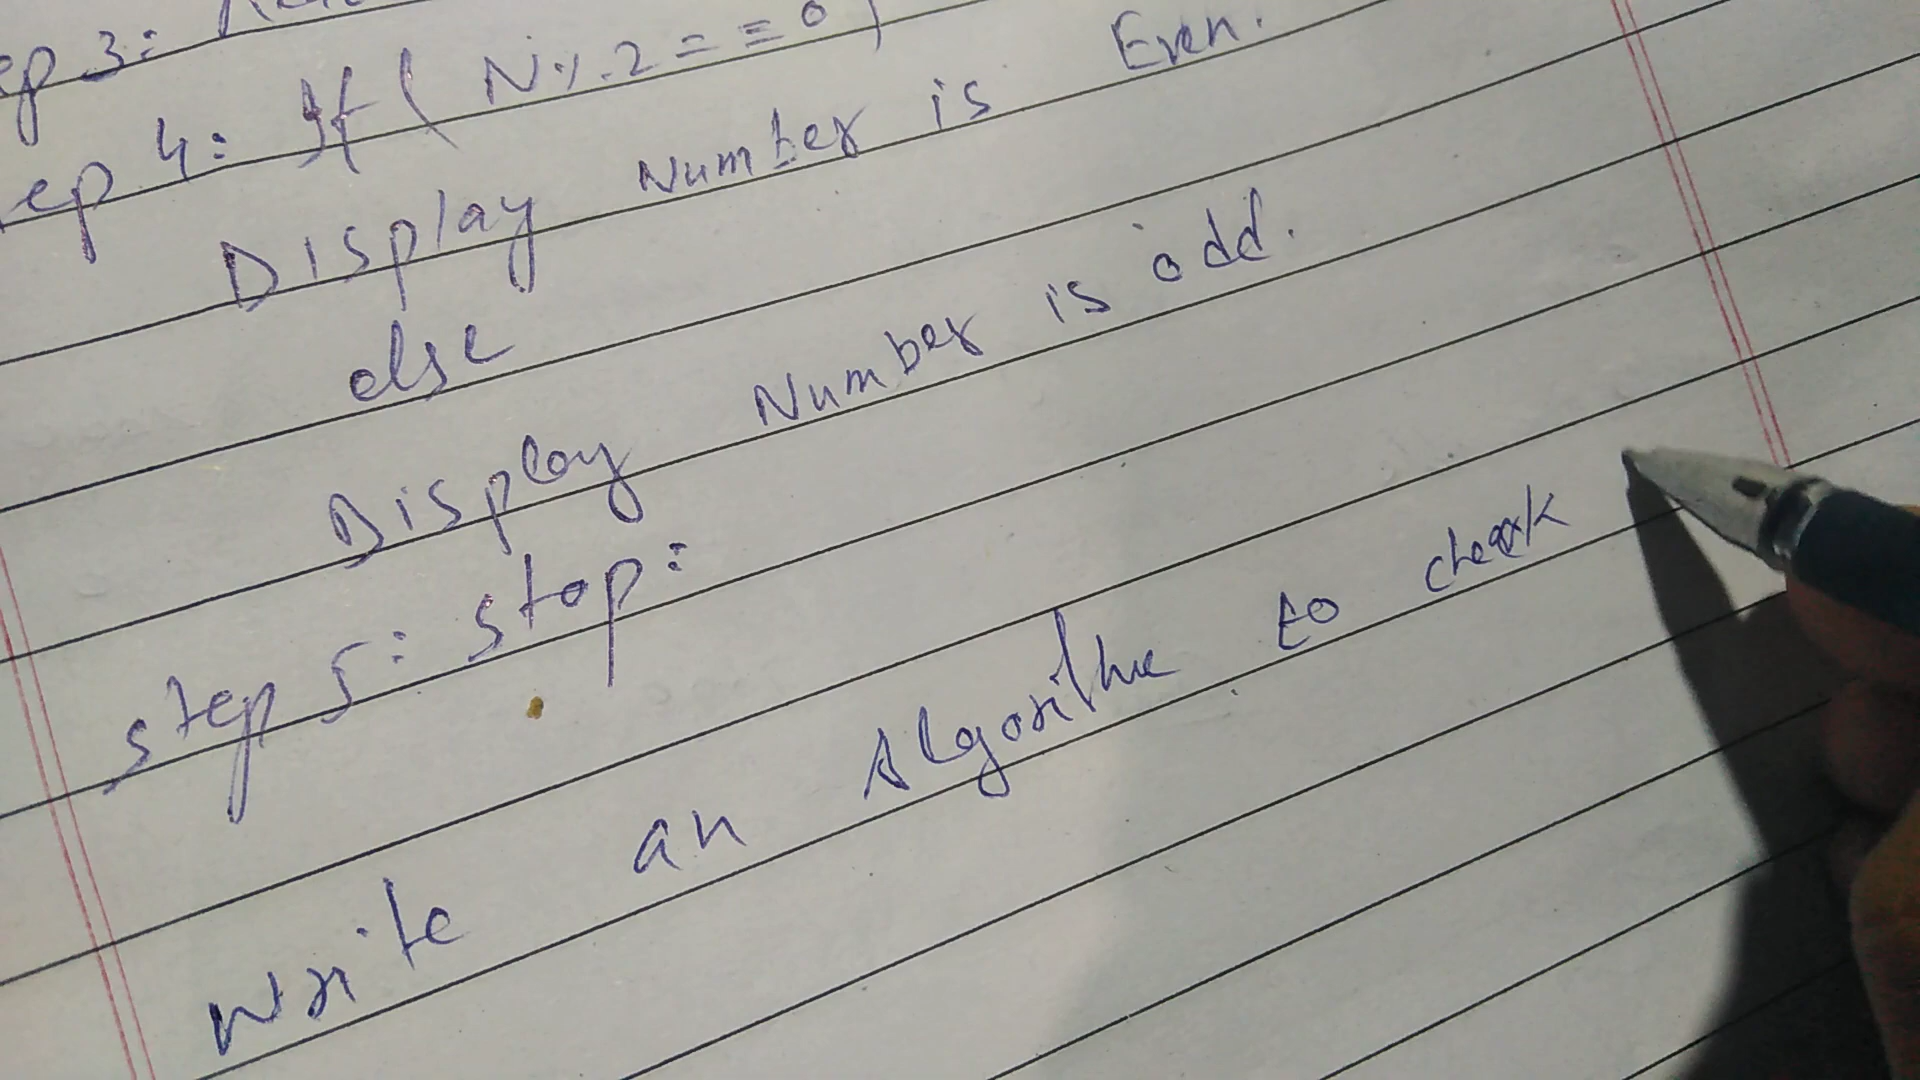 ep 3:
ep 4: If ( N%2 == 0)
Display Number is Even.
else
Display Number is odd.
step 5: stop:
Write an Algorithm to check